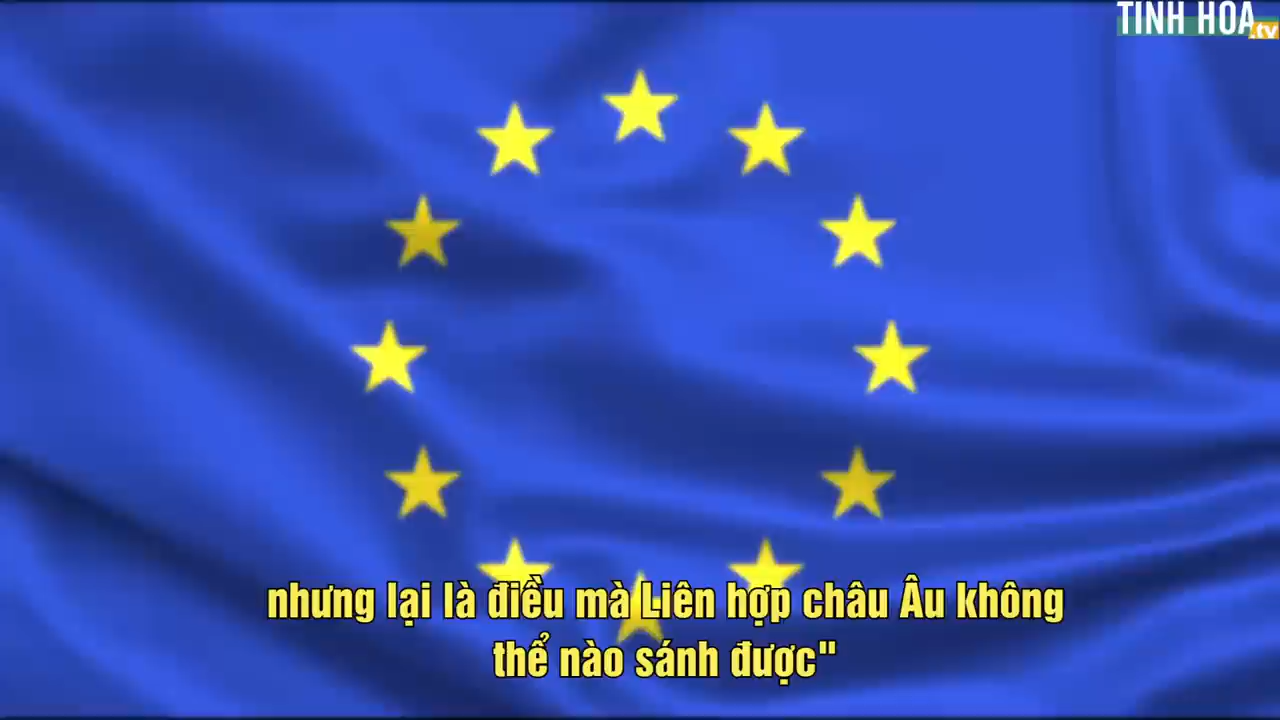 TINH HOA
.tv
nhưng lại là điều mà Liên hợp châu Âu không
thể nào sánh được"